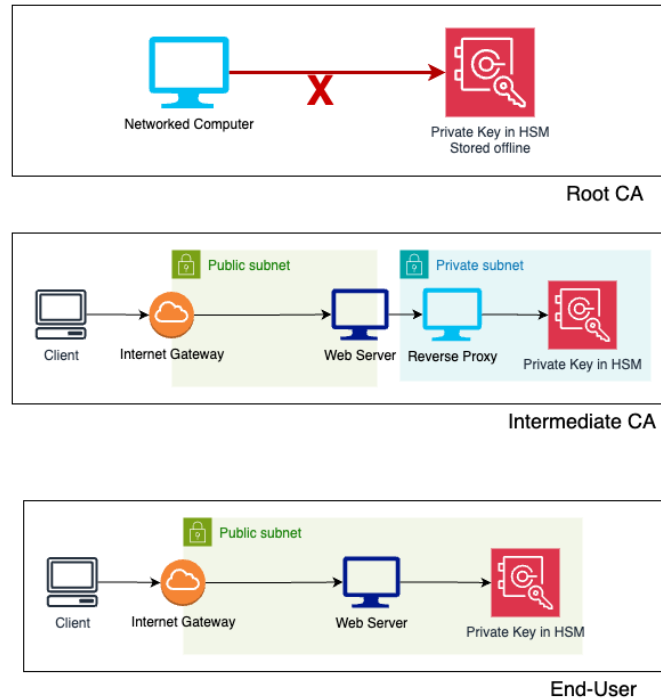 X
Networked Computer
Private Key in HSM
Stored offline
Root CA
Public subnet
Private subnet
Client
Internet Gateway
Web Server
Reverse Proxy
Private Key in HSM
Intermediate CA
Public subnet
Client
Internet Gateway
Web Server
Private Key in HSM
End-User